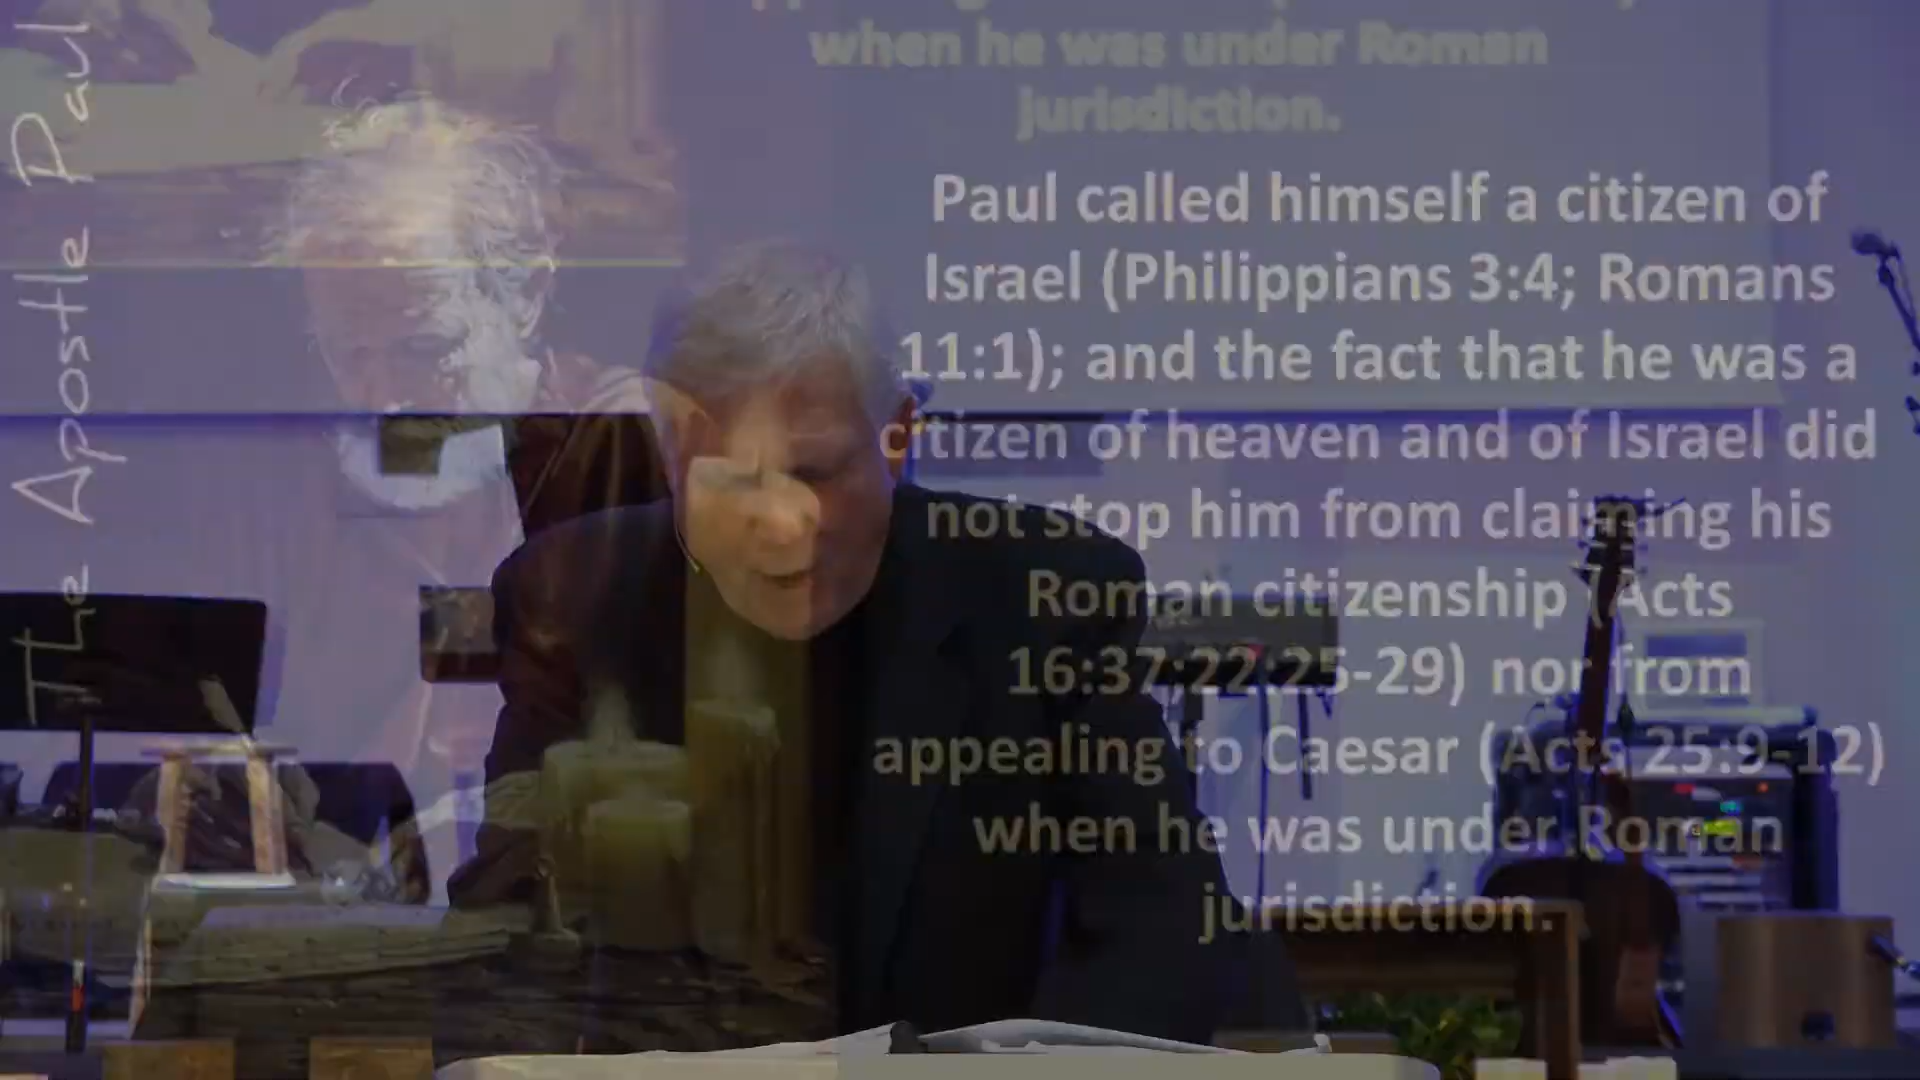 The Apostle Paul
when he was under Roman
jurisdiction.
Paul called himself a citizen of
Israel (Philippians 3:4; Romans
11:1); and the fact that he was a
citizen of heaven and of Israel did
not stop him from claiming his
Roman citizenship (Acts
16:37;22:25-29) nor from
appealing to Caesar (Acts 25:9-12)
when he was under Roman
jurisdiction.